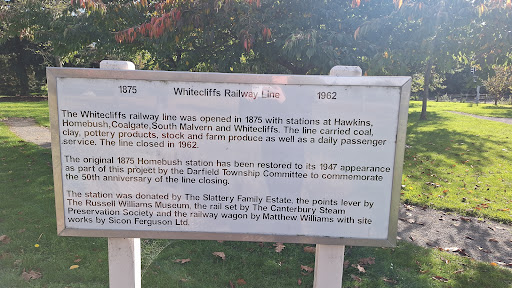 1875 Whitecliffs Railway Line 1962
The Whitecliffs railway line was opened in 1875 with stations at Hawkins,
Homebush,Coalgate,South Malvern and Whitecliffs. The line carried coal,
clay, pottery products, stock and farm produce as well as a daily passenger
service. The line closed in 1962.
The original 1875 Homebush station has been restored to its 1947 appearance
as part of this project by the Darfield Township Committee to commemorate
the 50th anniversary of the line closing.
The station was donated by The Slattery Family Estate, the points lever by
The Russell Williams Museum, the rail set by The Canterbury Steam
Preservation Society and the railway wagon by Matthew Williams with site
works by Sicon Ferguson Ltd.